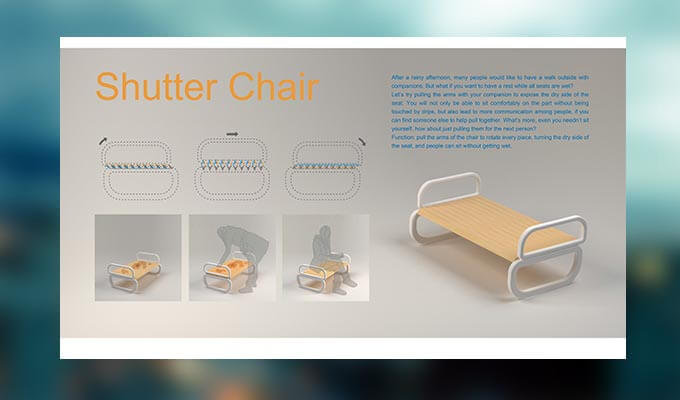 Shutter Chair
After a rainy afternoon, many people would like to have a walk outside with
companions. But what if you want to have a rest while all seats are wet?
Let's try pulling the arms with your companion to expose the dry side of the
seat. You will not only be able to sit comfortably on the part without being
touched by drips, but also lead to more communication among people, if you
can find someone else to help pull together. What's more, even you needn't sit
yourself, how about just pulling them for the next person?
Function: pull the arms of the chair to rotate every piece, turning the dry side of
the seat, and people can sit without getting wet.